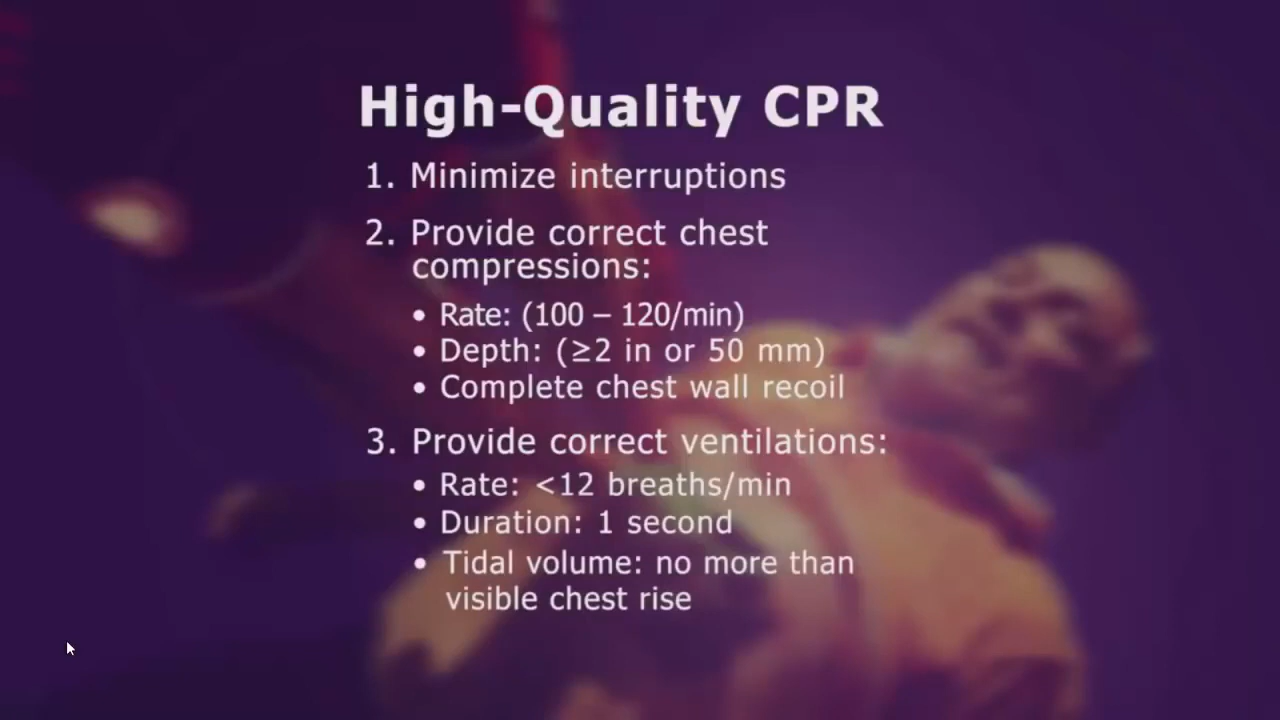 High-Quality CPR
1. Minimize interruptions
2. Provide correct chest
compressions:
• Rate: (100 – 120/min)
• Depth: (≥2 in or 50 mm)
• Complete chest wall recoil
3. Provide correct ventilations:
• Rate: <12 breaths/min
• Duration: 1 second
• Tidal volume: no more than
visible chest rise